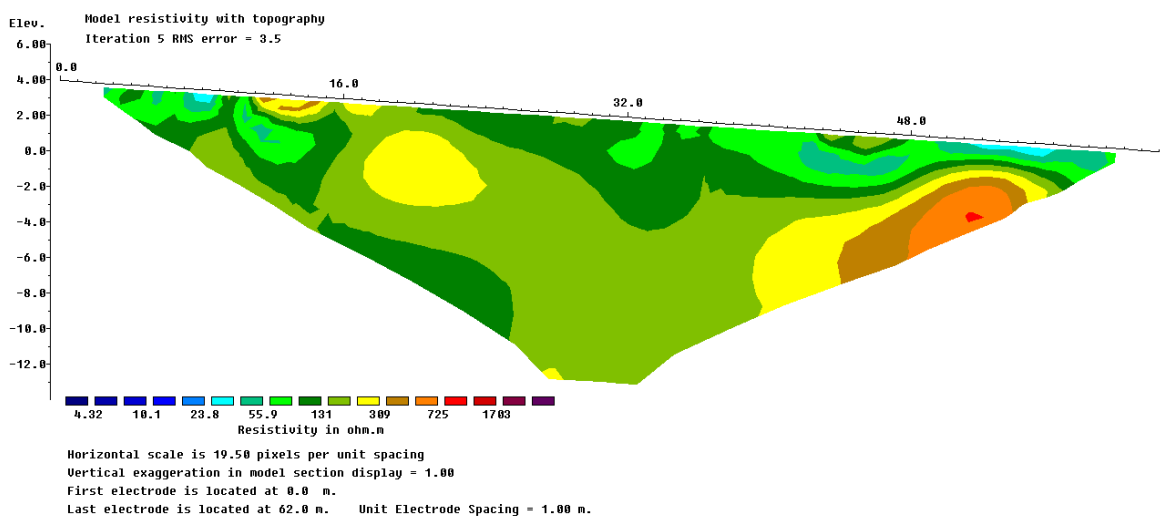 Elev.
Model resistivity with topography
Iteration 5 RMS error = 3.5
6.00
4.00
0.0
16.0
2.00
32.0
48.0
0.0
-2.0
-4.0
-6.0
-8.0
-10.0
-12.0
4.32 10.1 23.8 55.9 131 309 725 1703
Resistivity in ohm.m
Horizontal scale is 19.50 pixels per unit spacing
Vertical exaggeration in model section display = 1.00
First electrode is located at 0.0 m.
Last electrode is located at 62.0 m. Unit Electrode Spacing = 1.00 m.